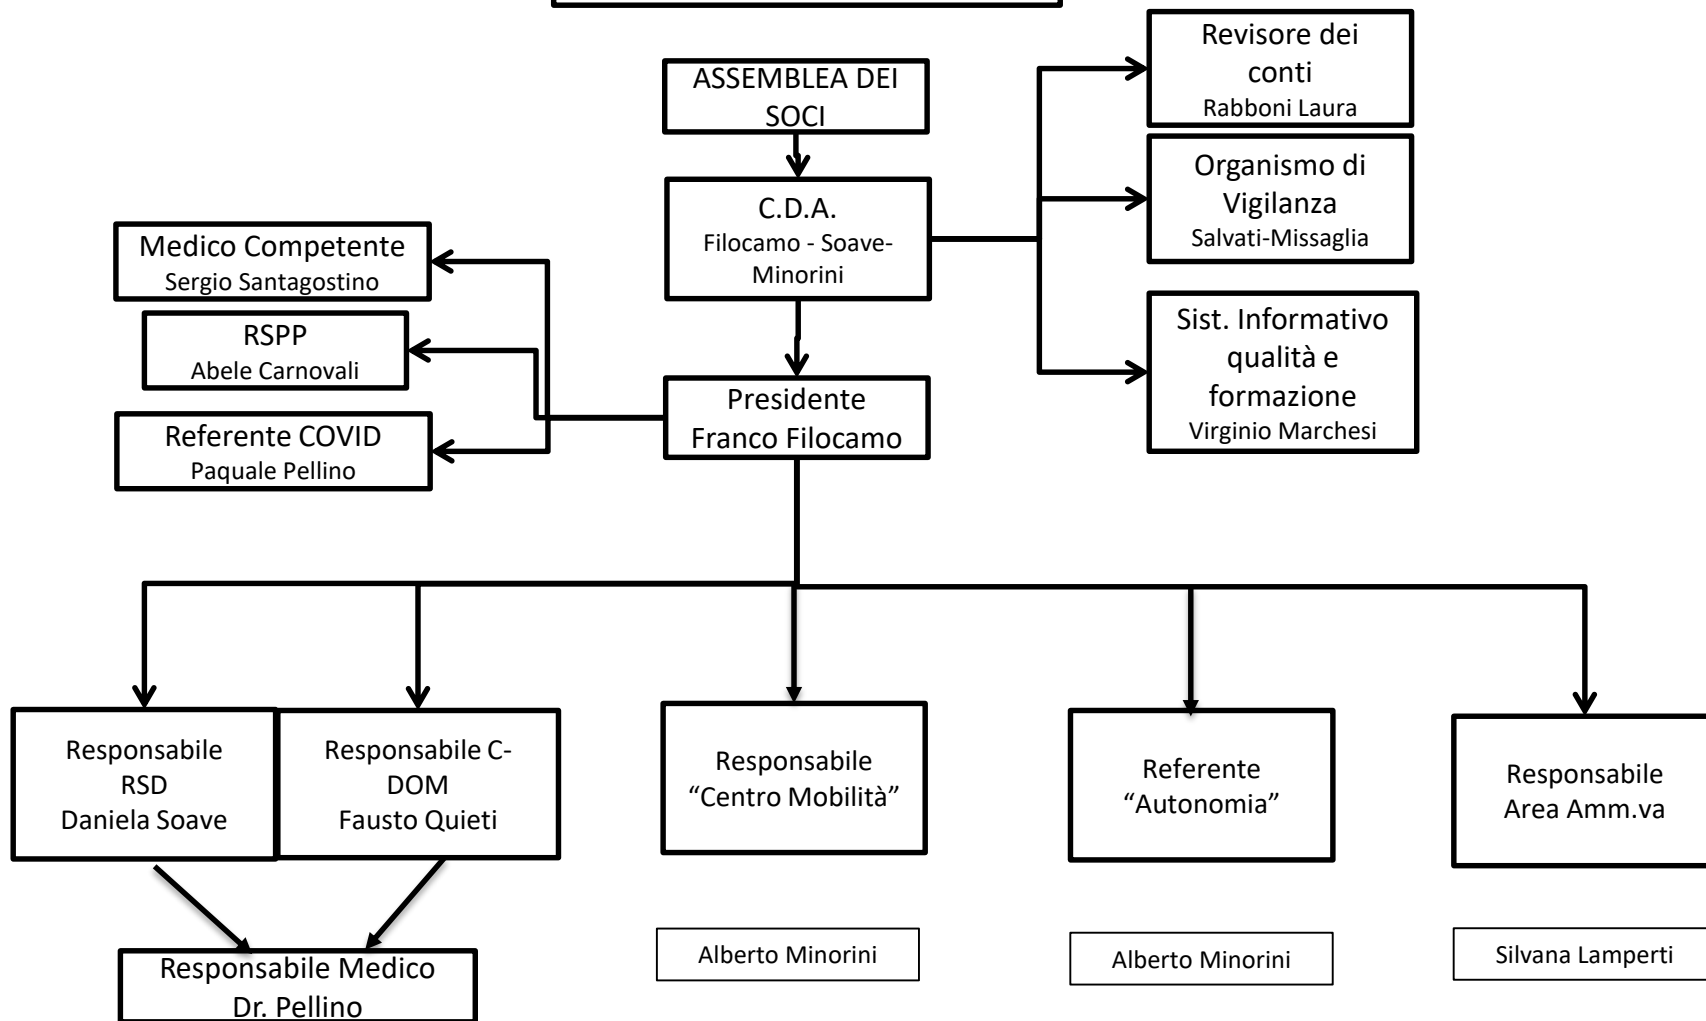 ASSEMBLEA DEI
SOCI
Revisore dei
conti
Rabboni Laura
Organismo di
Vigilanza
Salvati-Missaglia
C.D.A.
Filocamo - Soave-
Minorini
Medico Competente
Sergio Santagostino
RSPP
Abele Carnovali
Referente COVID
Paquale Pellino
Sist. Informativo
qualità e
formazione
Virginio Marchesi
Presidente
Franco Filocamo
Responsabile
RSD
Daniela Soave
Responsabile C-
DOM
Fausto Quieti
Responsabile
“Centro Mobilità”
Referente
“Autonomia”
Responsabile
Area Amm.va
Responsabile Medico
Dr. Pellino
Alberto Minorini
Alberto Minorini
Silvana Lamperti